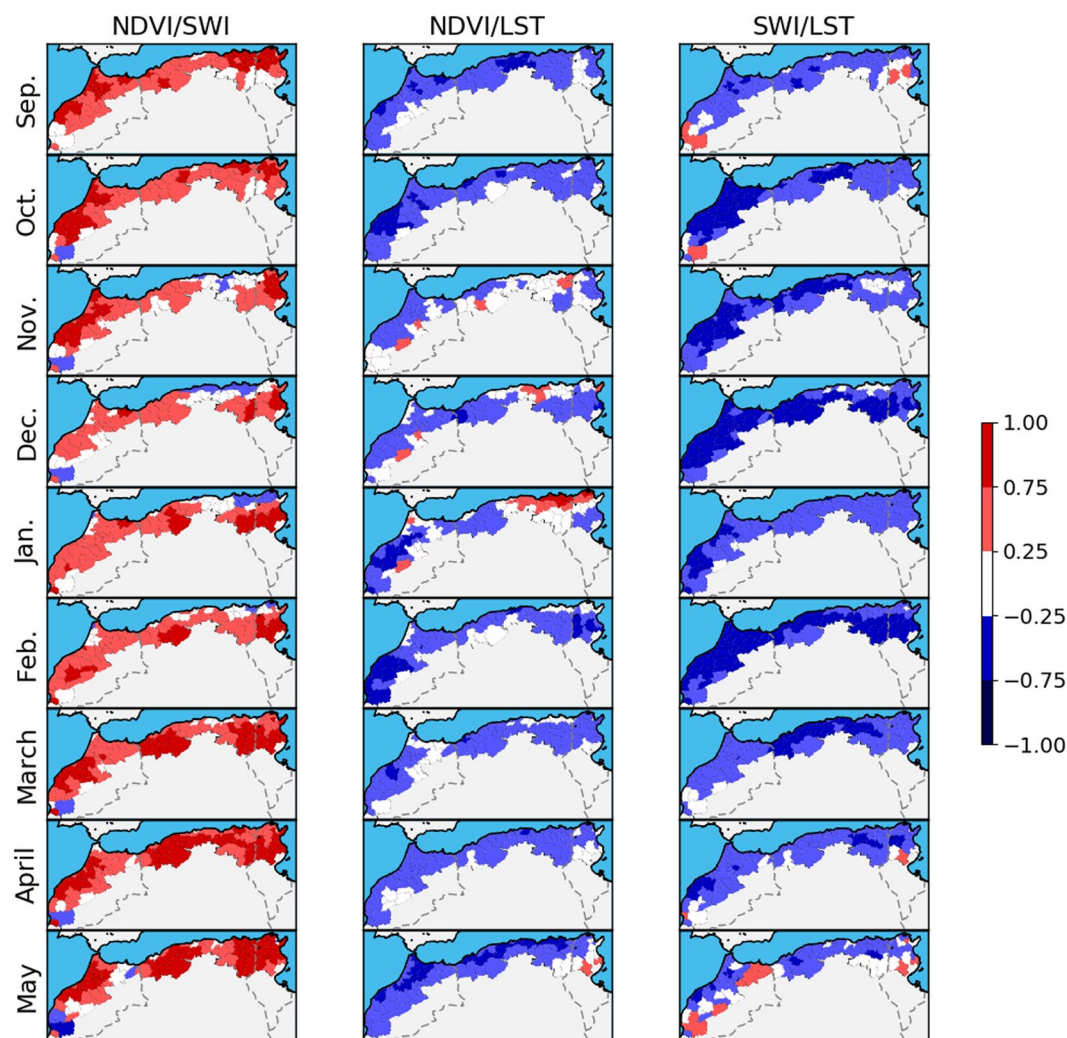 NDVI/SWI NDVI/LST SWI/LST
Sep.
Oct.
Nov.
Dec.
Jan.
Feb.
March
April
May
1.00
0.75
0.25
−0.25
−0.75
−1.00